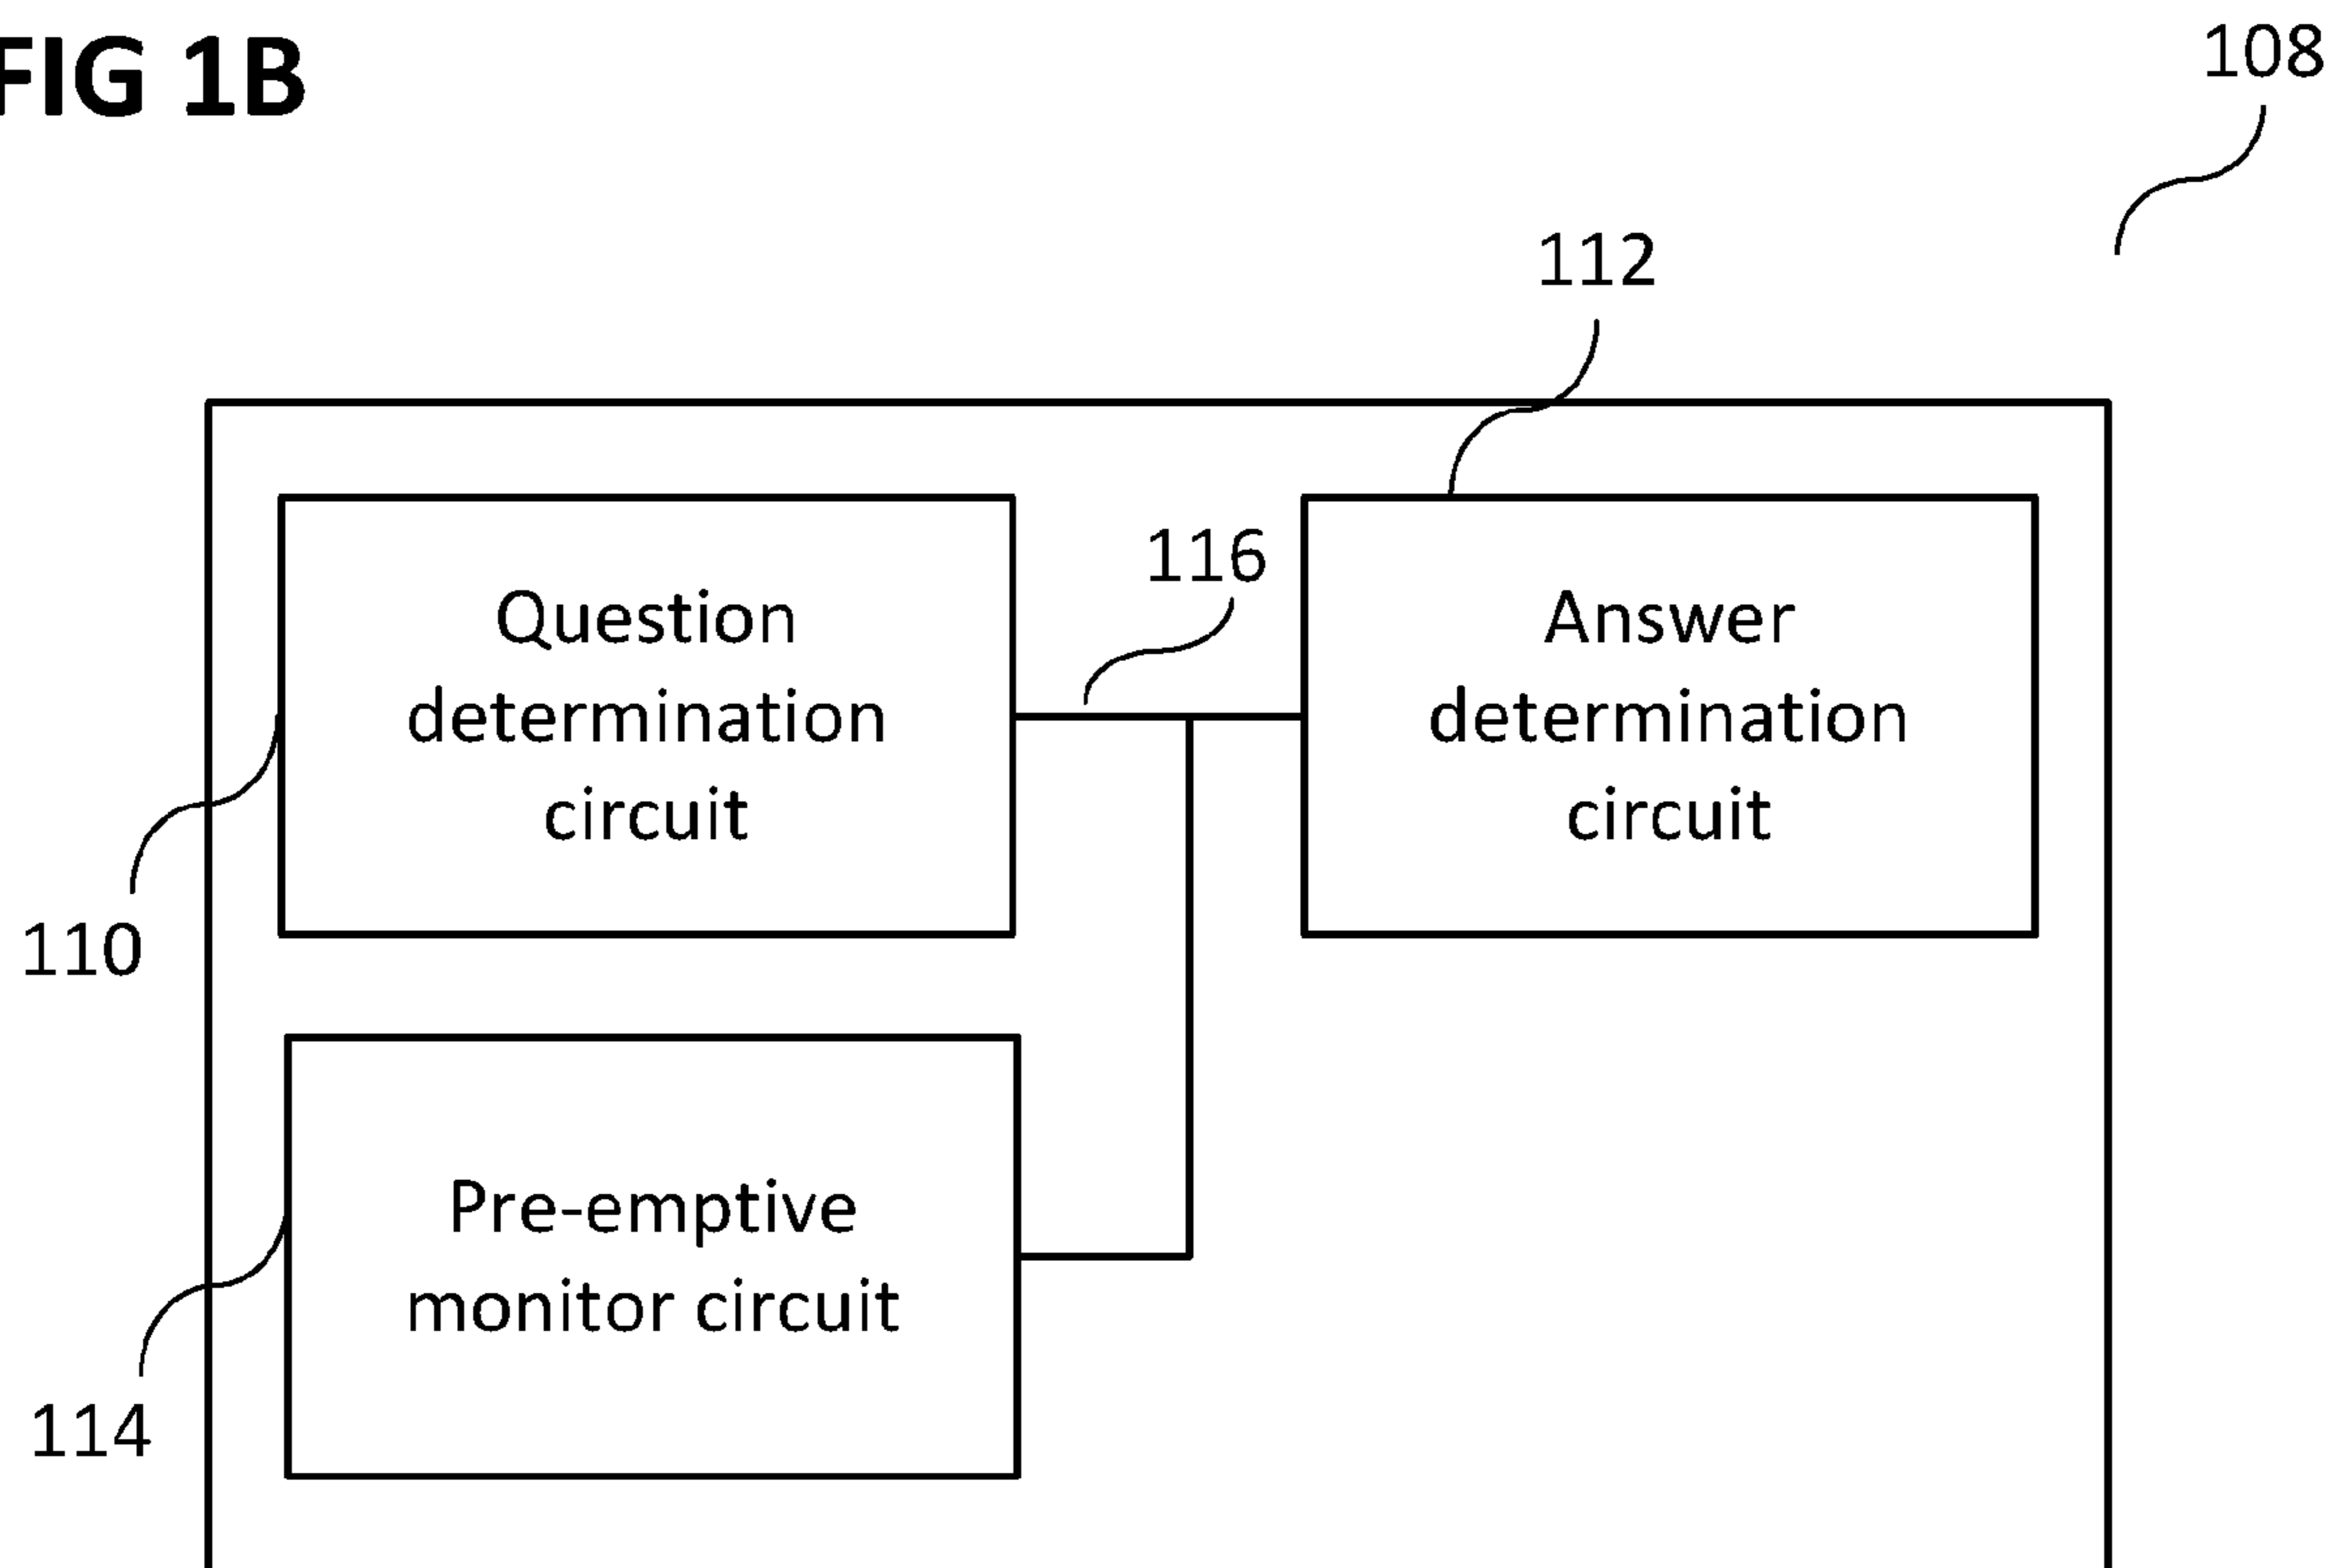 FIG 1B
108
112
116
Question
determination
circuit
Answer
determination
circuit
110
Pre-emptive
monitor circuit
114